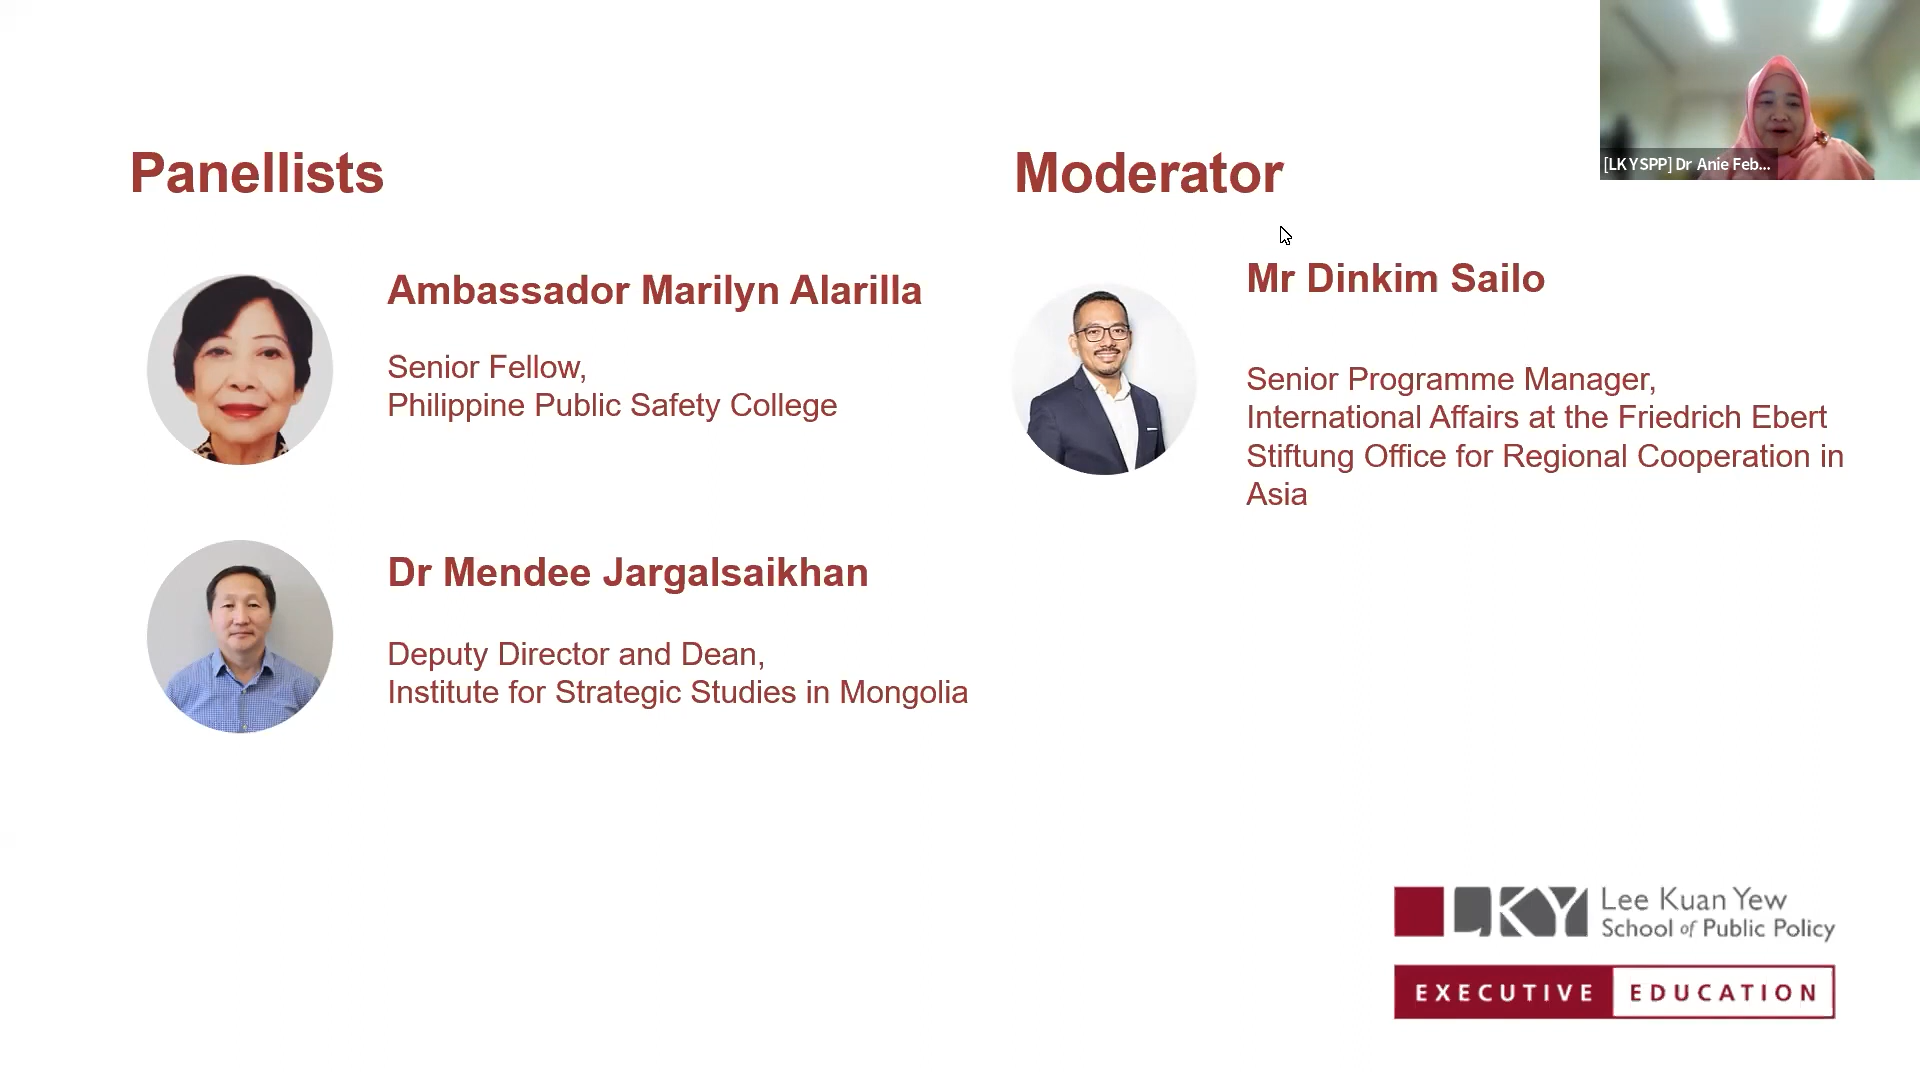 Panellists
Ambassador Marilyn Alarilla
Senior Fellow,
Philippine Public Safety College
Dr Mendee Jargalsaikhan
Deputy Director and Dean,
Institute for Strategic Studies in Mongolia
Moderator
Mr Dinkim Sailo
Senior Programme Manager,
International Affairs at the Friedrich Ebert
Stiftung Office for Regional Cooperation in
Asia
[LKYSPP] Dr Anie Feb...
LKY
Lee Kuan Yew
School of Public Policy
EXECUTIVE EDUCATION